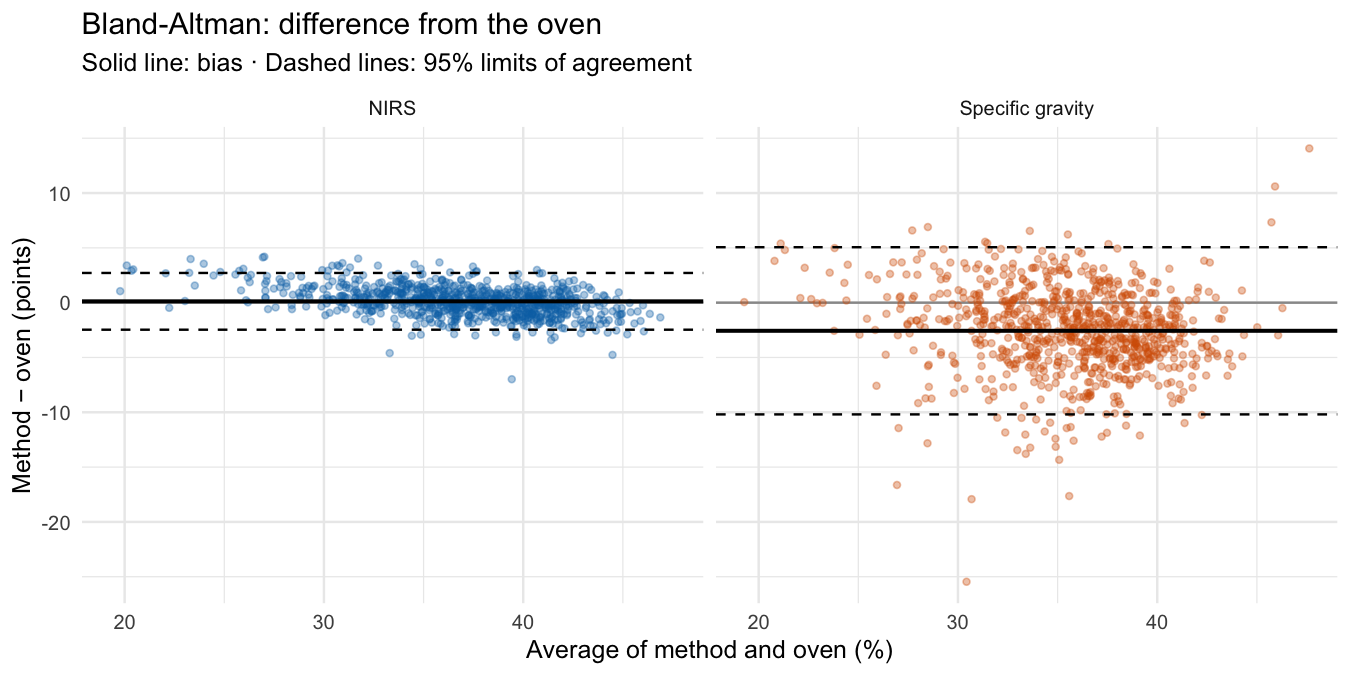 Bland-Altman: difference from the oven
Solid line: bias · Dashed lines: 95% limits of agreement
NIRS
Specific gravity
Method − oven (points)
10
0
-10
-20
20
30
40
20
30
40
Average of method and oven (%)